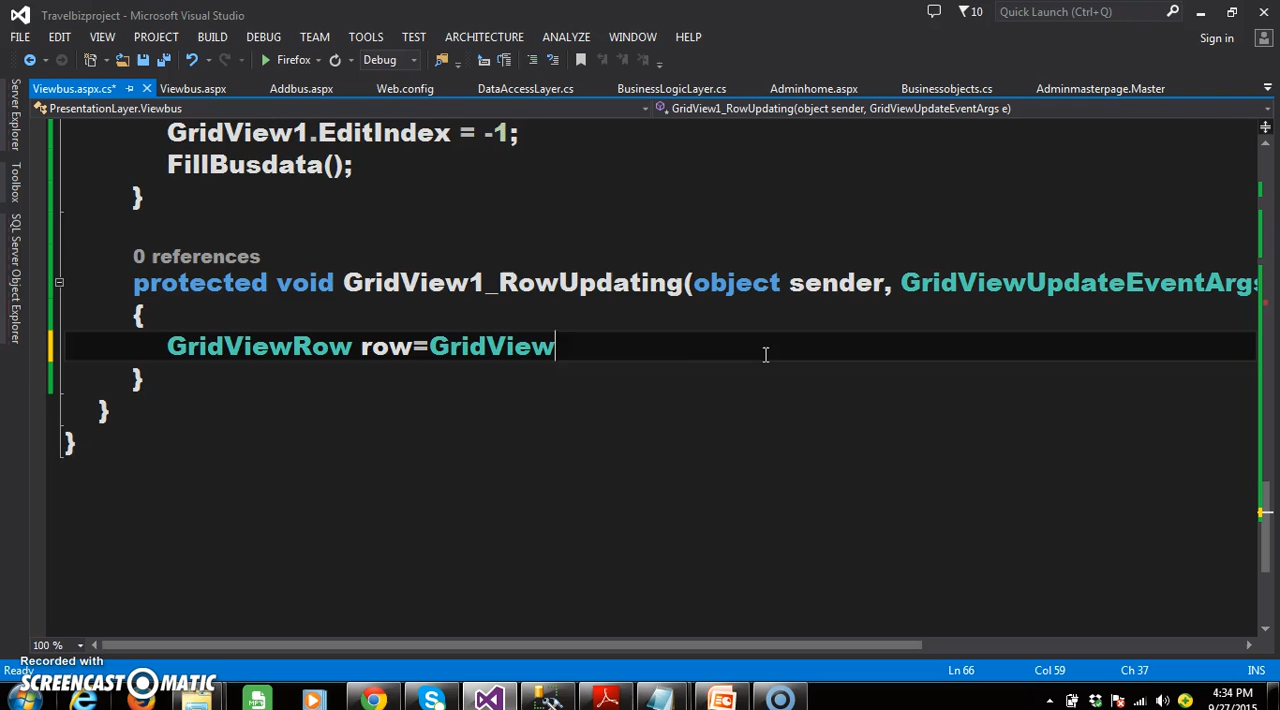 Travelbizproject - Microsoft Visual Studio
10
Quick Launch (Ctrl+Q)
FILE EDIT VIEW PROJECT BUILD DEBUG TEAM TOOLS TEST ARCHITECTURE ANALYZE WINDOW HELP
Sign in
Firefox
Debug
Viewbus.aspx.cs* Viewbus.aspx Addbus.aspx Web.config DataAccessLayer.cs BusinessLogicLayer.cs Adminhome.aspx Businessobjects.cs Adminmasterpage.Master
PresentationLayer.Viewbus
GridView1_RowUpdating(object sender, GridViewUpdateEventArgs e)
Server Explorer
Toolbox
SQL Server Object Explorer
GridView1.EditIndex = -1;
FillBusdata();
}
0 references
protected void GridView1_RowUpdating(object sender, GridViewUpdateEventArgs
{
GridViewRow row=GridView
}
}
}
100 %
Ready
Ln 66
Col 59
Ch 37
INS
Recorded with
SCREENCAST MATIC
4:34 PM
9/27/2015